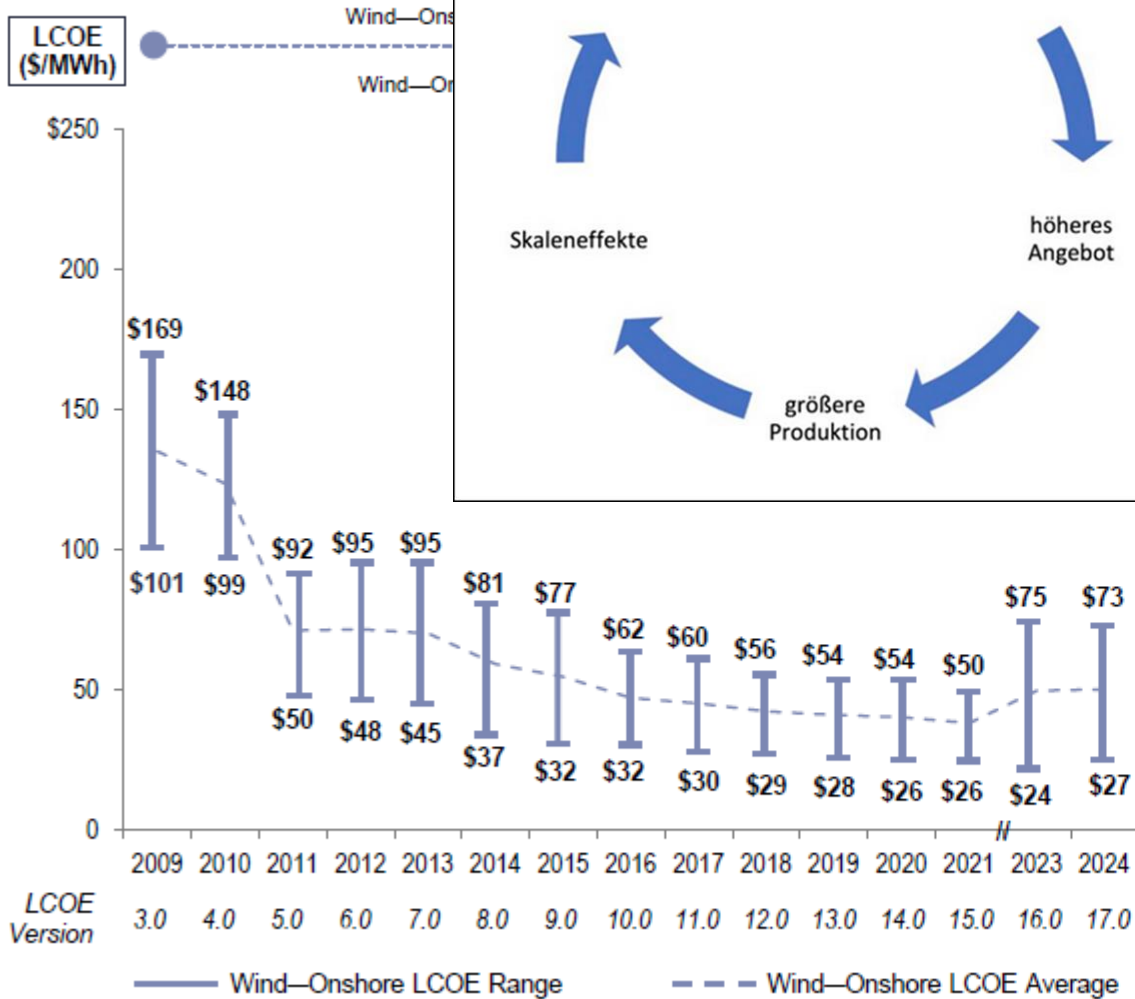 LCOE
($/MWh)
Wind—Ons
Wind—Or
Skaleneffekte
höheres
Angebot
größere
Produktion
$250
200
150
100
50
0
$169
$148
$92
$95
$95
$81
$77
$62
$60
$56
$54
$54
$50
$75
$73
$101
$99
$50
$48
$45
$37
$32
$32
$30
$29
$28
$26
$26
$24
$27
2009 2010 2011 2012 2013 2014 2015 2016 2017 2018 2019 2020 2021 2023 2024
LCOE
Version
3.0 4.0 5.0 6.0 7.0 8.0 9.0 10.0 11.0 12.0 13.0 14.0 15.0 16.0 17.0
Wind—Onshore LCOE Range
Wind—Onshore LCOE Average